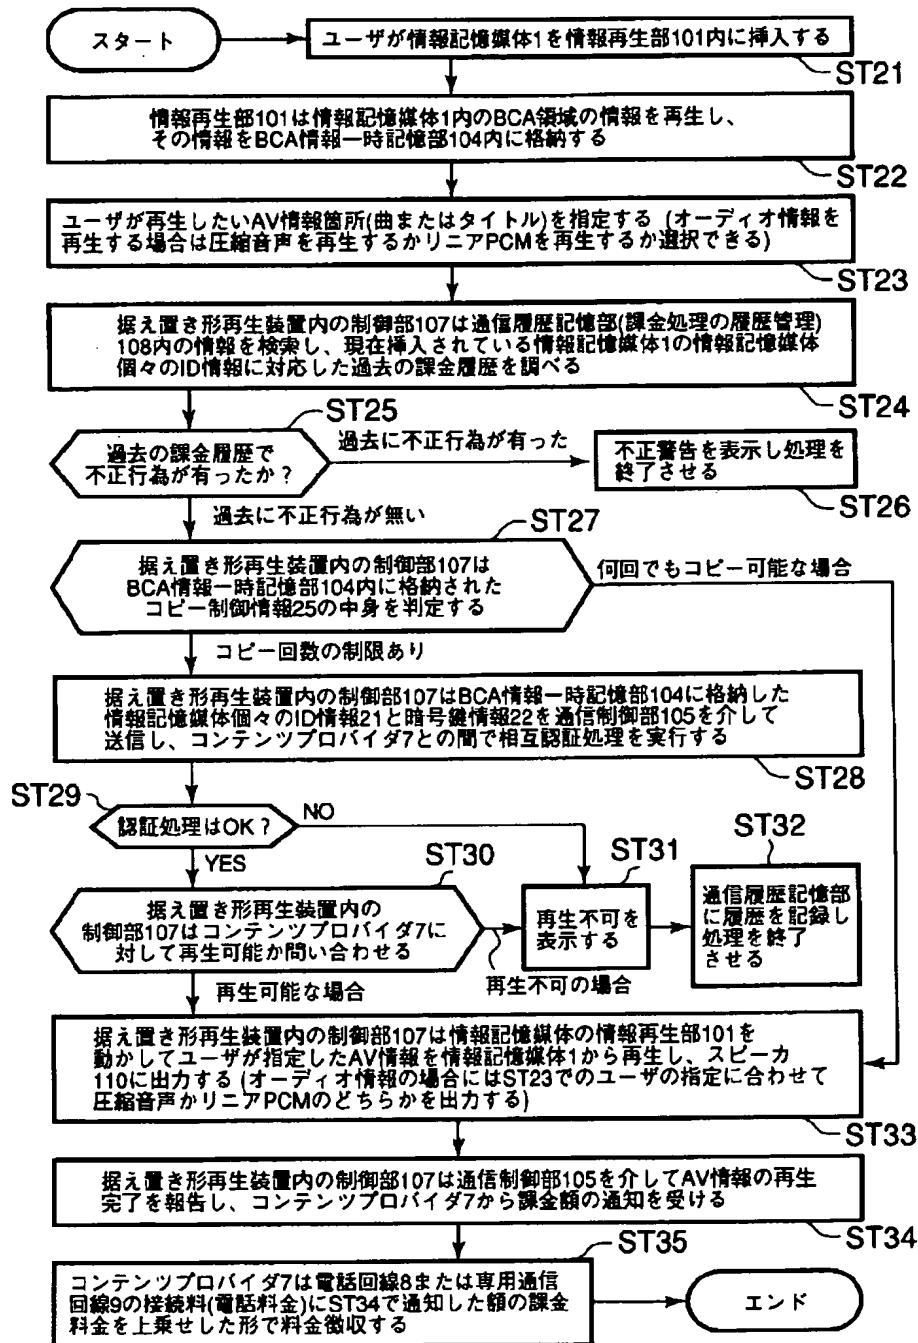 スタート
ユーザが情報記憶媒体1を情報再生部101内に挿入する
ST21
情報再生部101は情報記憶媒体1内のBCA領域の情報を再生し、
その情報をBCA情報一時記憶部104内に格納する
ST22
ユーザが再生したいAV情報箇所(曲またはタイトル)を指定する (オーディオ情報を
再生する場合は圧縮音声を再生するかリニアPCMを再生するか選択できる)
ST23
据え置き形再生装置内の制御部107は通信履歴記憶部(課金処理の履歴管理)
108内の情報を検索し、現在挿入されている情報記憶媒体1の情報記憶媒体
個々のID情報に対応した過去の課金履歴を調べる
ST24
ST25
過去の課金履歴で
不正行為が有ったか?
過去に不正行為が有った
不正警告を表示し処理を
終了させる
ST26
過去に不正行為が無い
ST27
据え置き形再生装置内の制御部107は
BCA情報一時記憶部104内に格納された
コピー制御情報25の中身を判定する
何回でもコピー可能な場合
コピー回数の制限あり
据え置き形再生装置内の制御部107はBCA情報一時記憶部104に格納した
情報記憶媒体個々のID情報21と暗号鍵情報22を通信制御部105を介して
送信し、コンテンツプロバイダ7との間で相互認証処理を実行する
ST28
ST29
認証処理はOK?
NO
YES
ST30
据え置き形再生装置内の
制御部107はコンテンツプロバイダ7に
対して再生可能か問い合わせる
ST31
再生不可を
表示する
ST32
通信履歴記憶部
に履歴を記録し
処理を終了
させる
再生不可の場合
再生可能な場合
据え置き形再生装置内の制御部107は情報記憶媒体の情報再生部101を
動かしてユーザが指定したAV情報を情報記憶媒体1から再生し、スピーカ
110に出力する (オーディオ情報の場合にはST23でのユーザの指定に合わせて
圧縮音声かリニアPCMのどちらかを出力する)
ST33
据え置き形再生装置内の制御部107は通信制御部105を介してAV情報の再生
完了を報告し、コンテンツプロバイダ7から課金額の通知を受ける
ST34
ST35
コンテンツプロバイダ7は電話回線8または専用通信
回線9の接続料(電話料金)にST34で通知した額の課金
料金を上乗せした形で料金徴収する
エンド